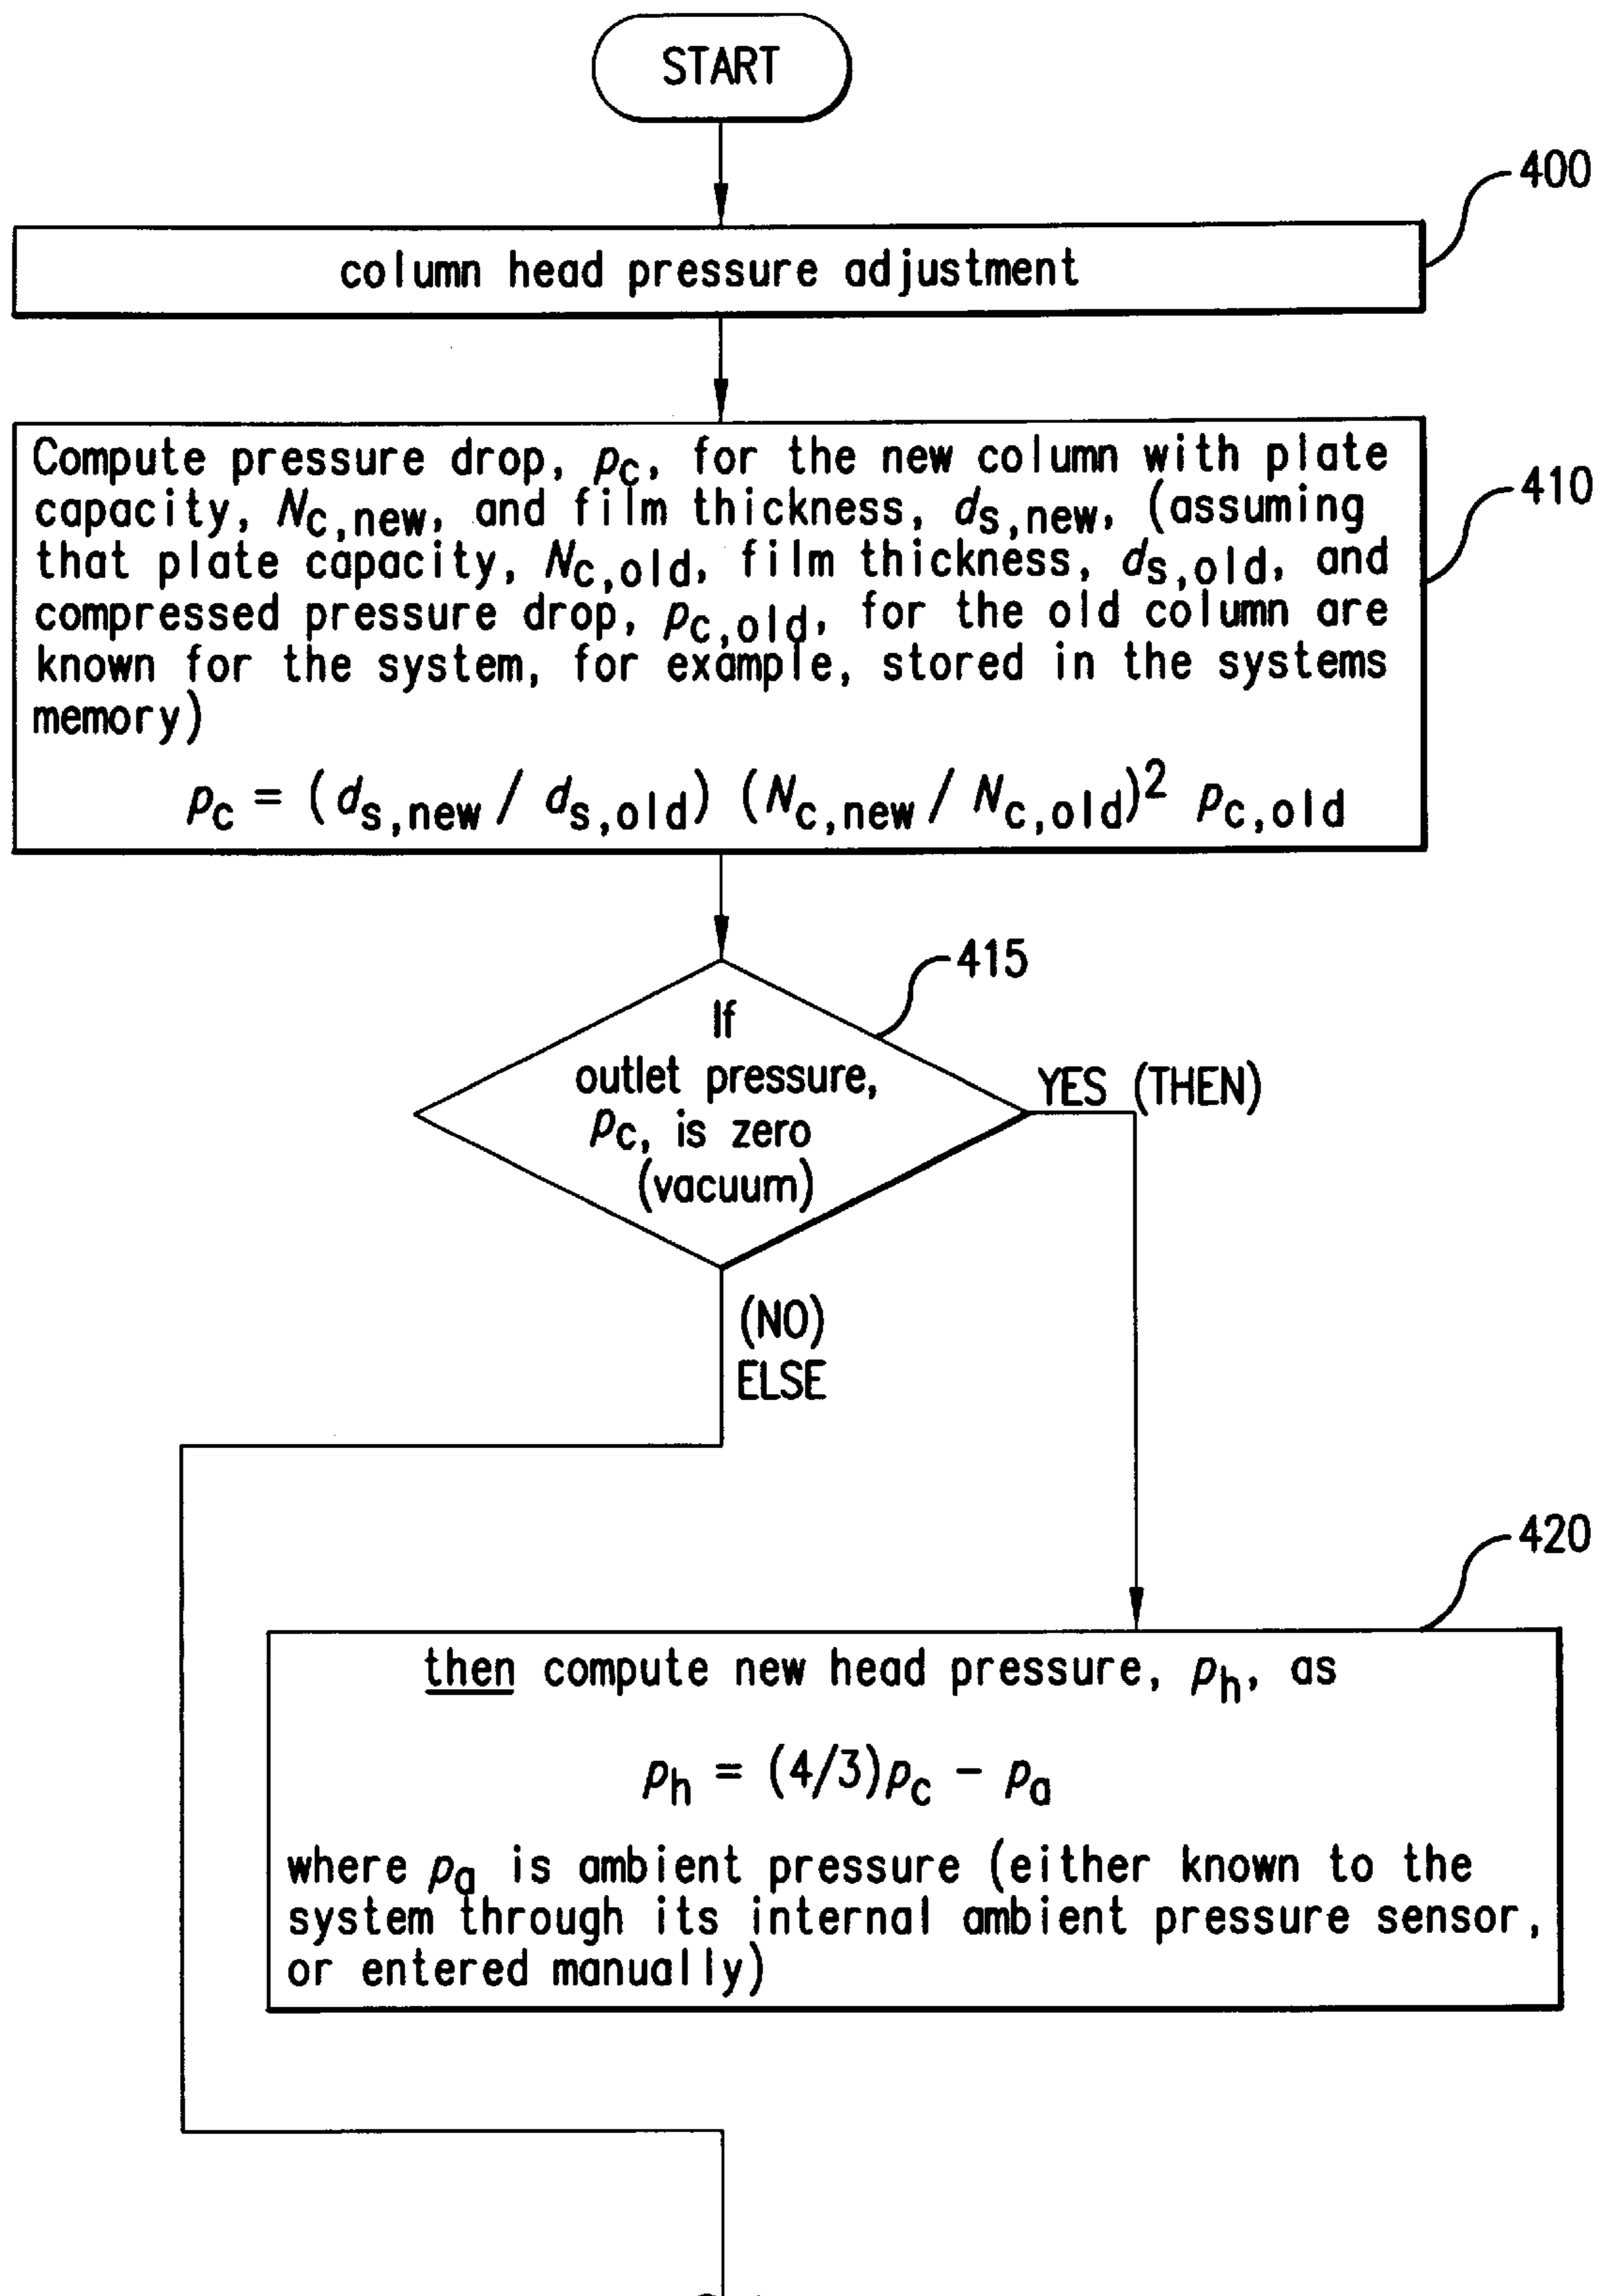 START
400
column head pressure adjustment
410
Compute pressure drop, pc, for the new column with plate
capacity, Nc,new, and film thickness, ds,new, (assuming
that plate capacity, Nc,old, film thickness, ds,old, and
compressed pressure drop, pc,old, for the old column are
known for the system, for example, stored in the systems
memory)
pc = (ds,new / ds,old) (Nc,new / Nc,old)² pc,old
415
If
outlet pressure,
pc, is zero
(vacuum)
YES (THEN)
(NO)
ELSE
420
then compute new head pressure, ph, as
ph = (4/3)pc - pa
where pa is ambient pressure (either known to the
system through its internal ambient pressure sensor,
or entered manually)